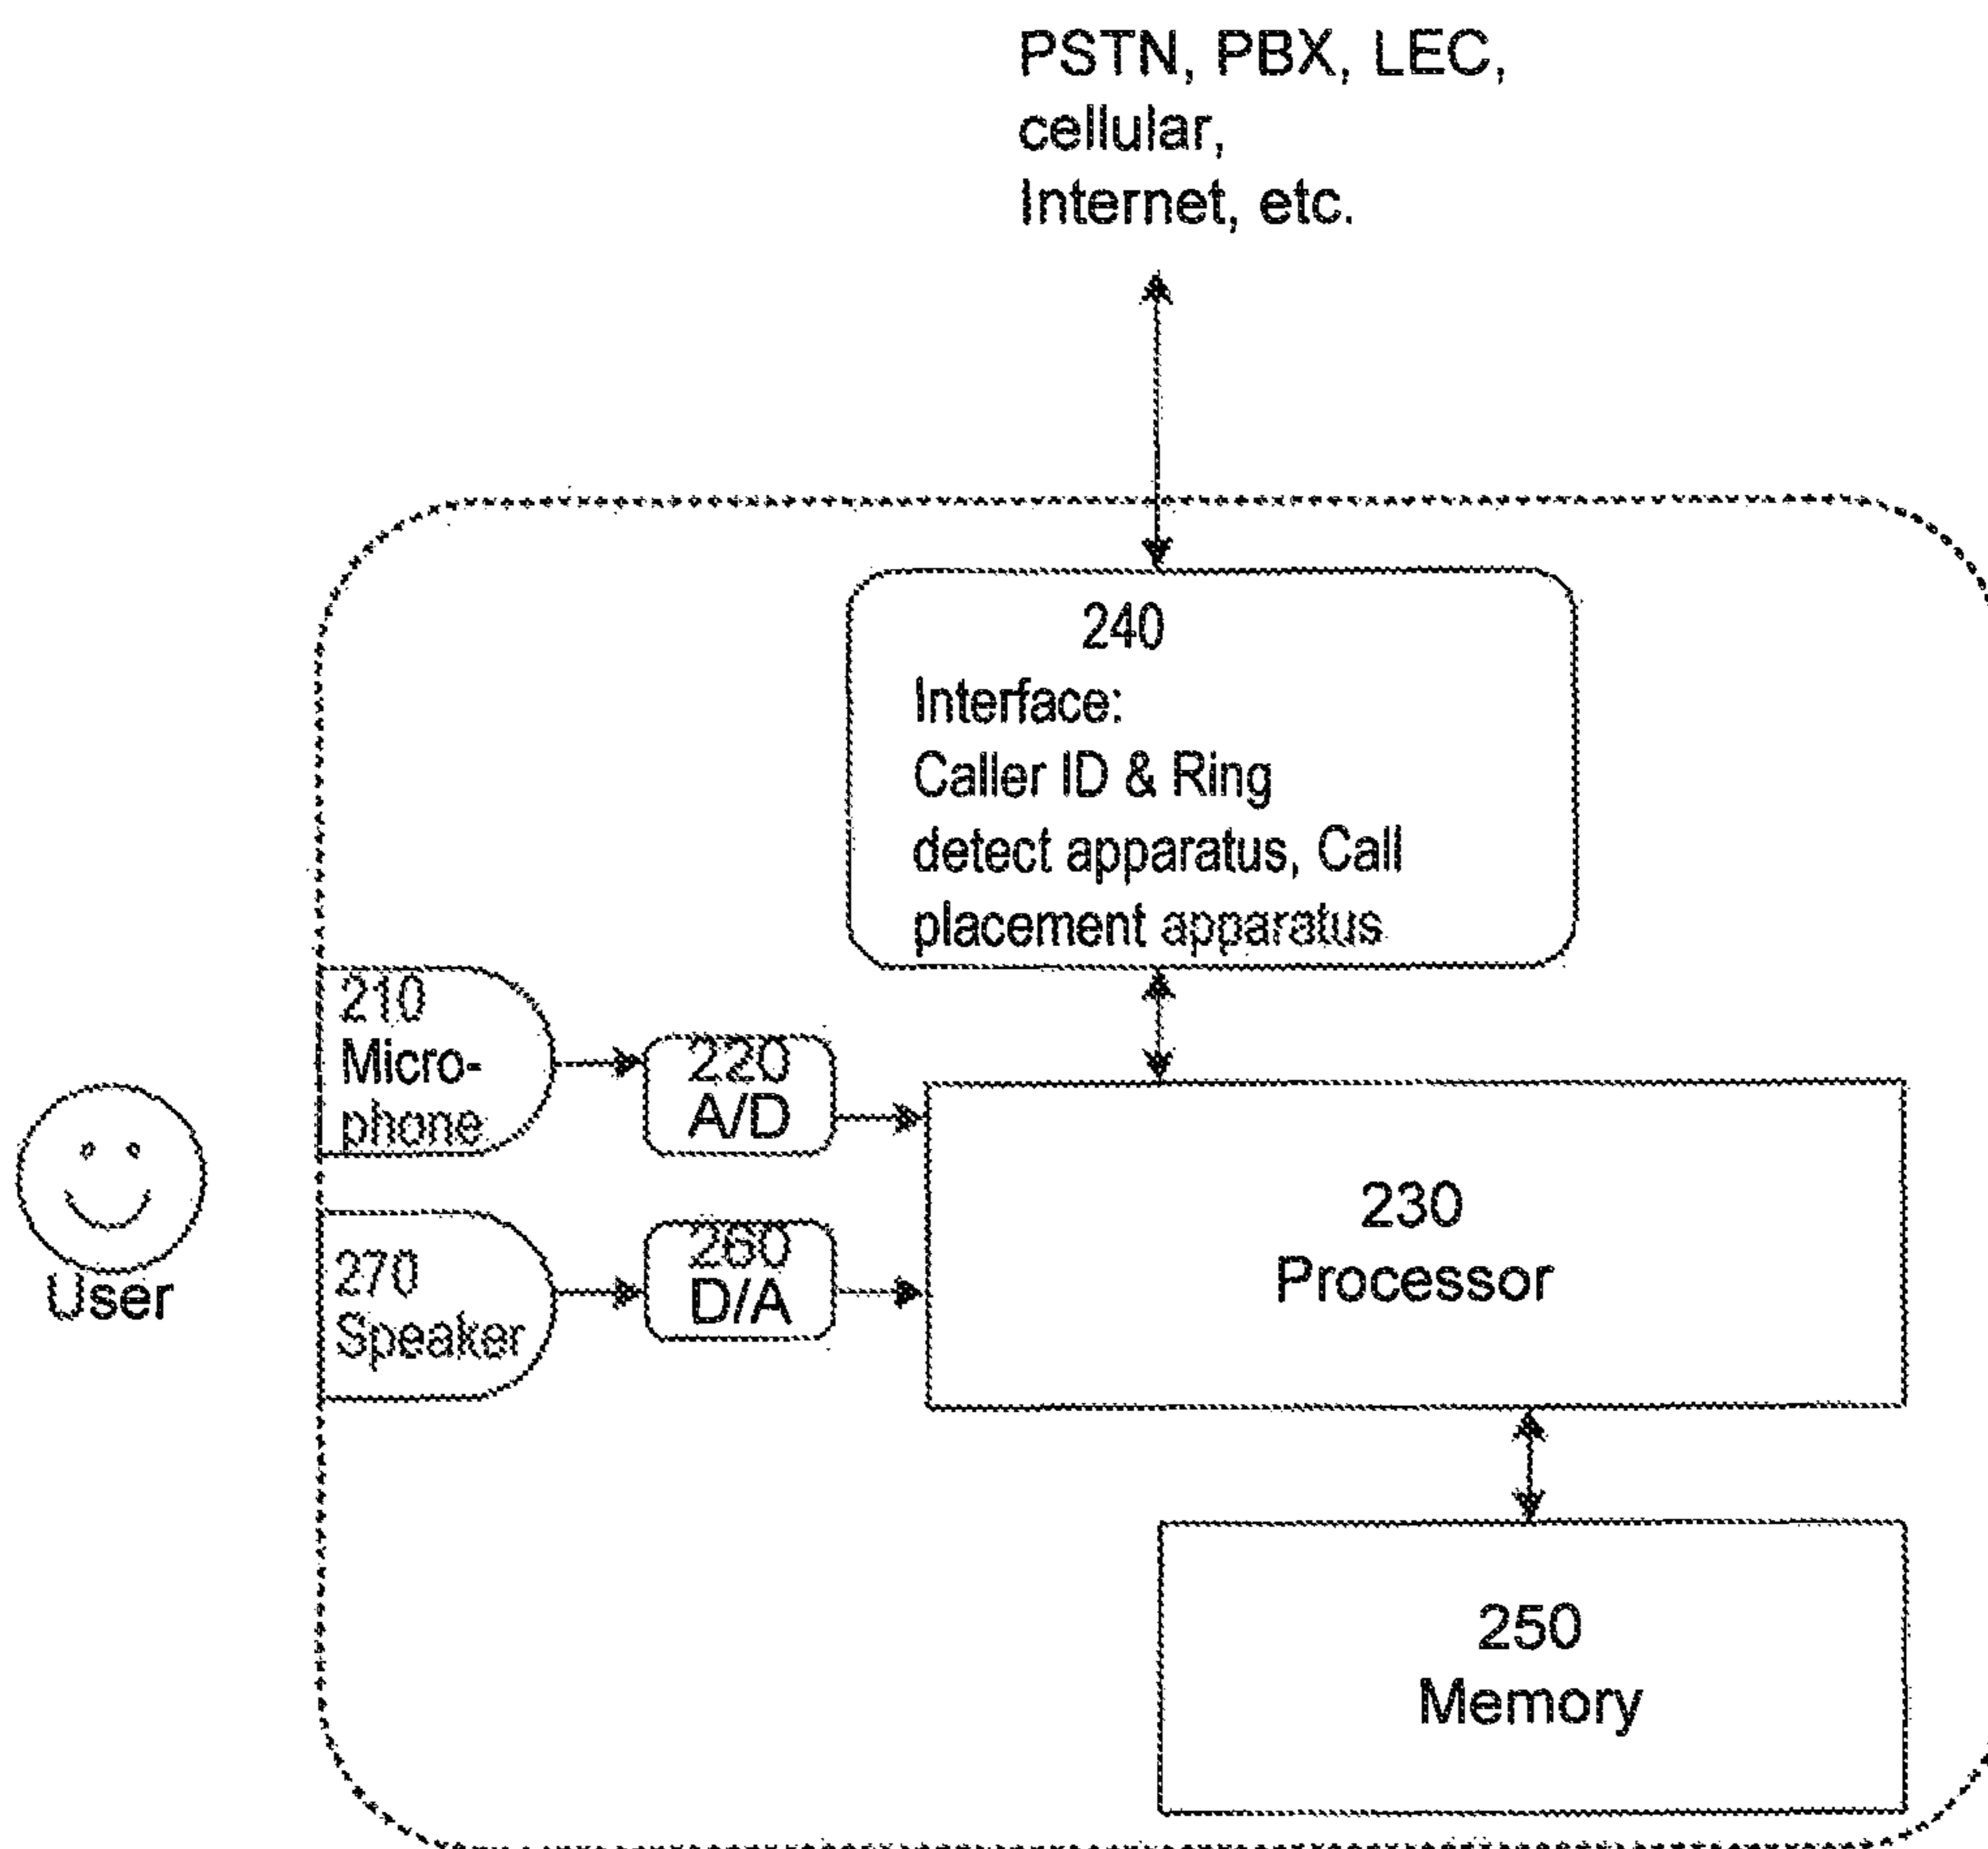 PSTN, PBX, LEC,
cellular,
Internet, etc.
240
Interface:
Caller ID & Ring
detect apparatus, Call
placement apparatus
210
Micro-
phone
220
A/D
User
270
Speaker
260
D/A
230
Processor
250
Memory